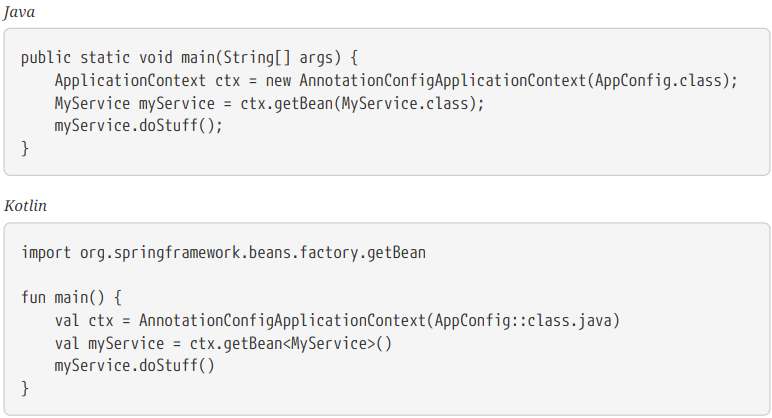 Java
public static void main(String[] args) {
    ApplicationContext ctx = new AnnotationConfigApplicationContext(AppConfig.class);
    MyService myService = ctx.getBean(MyService.class);
    myService.doStuff();
}
Kotlin
import org.springframework.beans.factory.getBean
fun main() {
    val ctx = AnnotationConfigApplicationContext(AppConfig::class.java)
    val myService = ctx.getBean<MyService>()
    myService.doStuff()
}